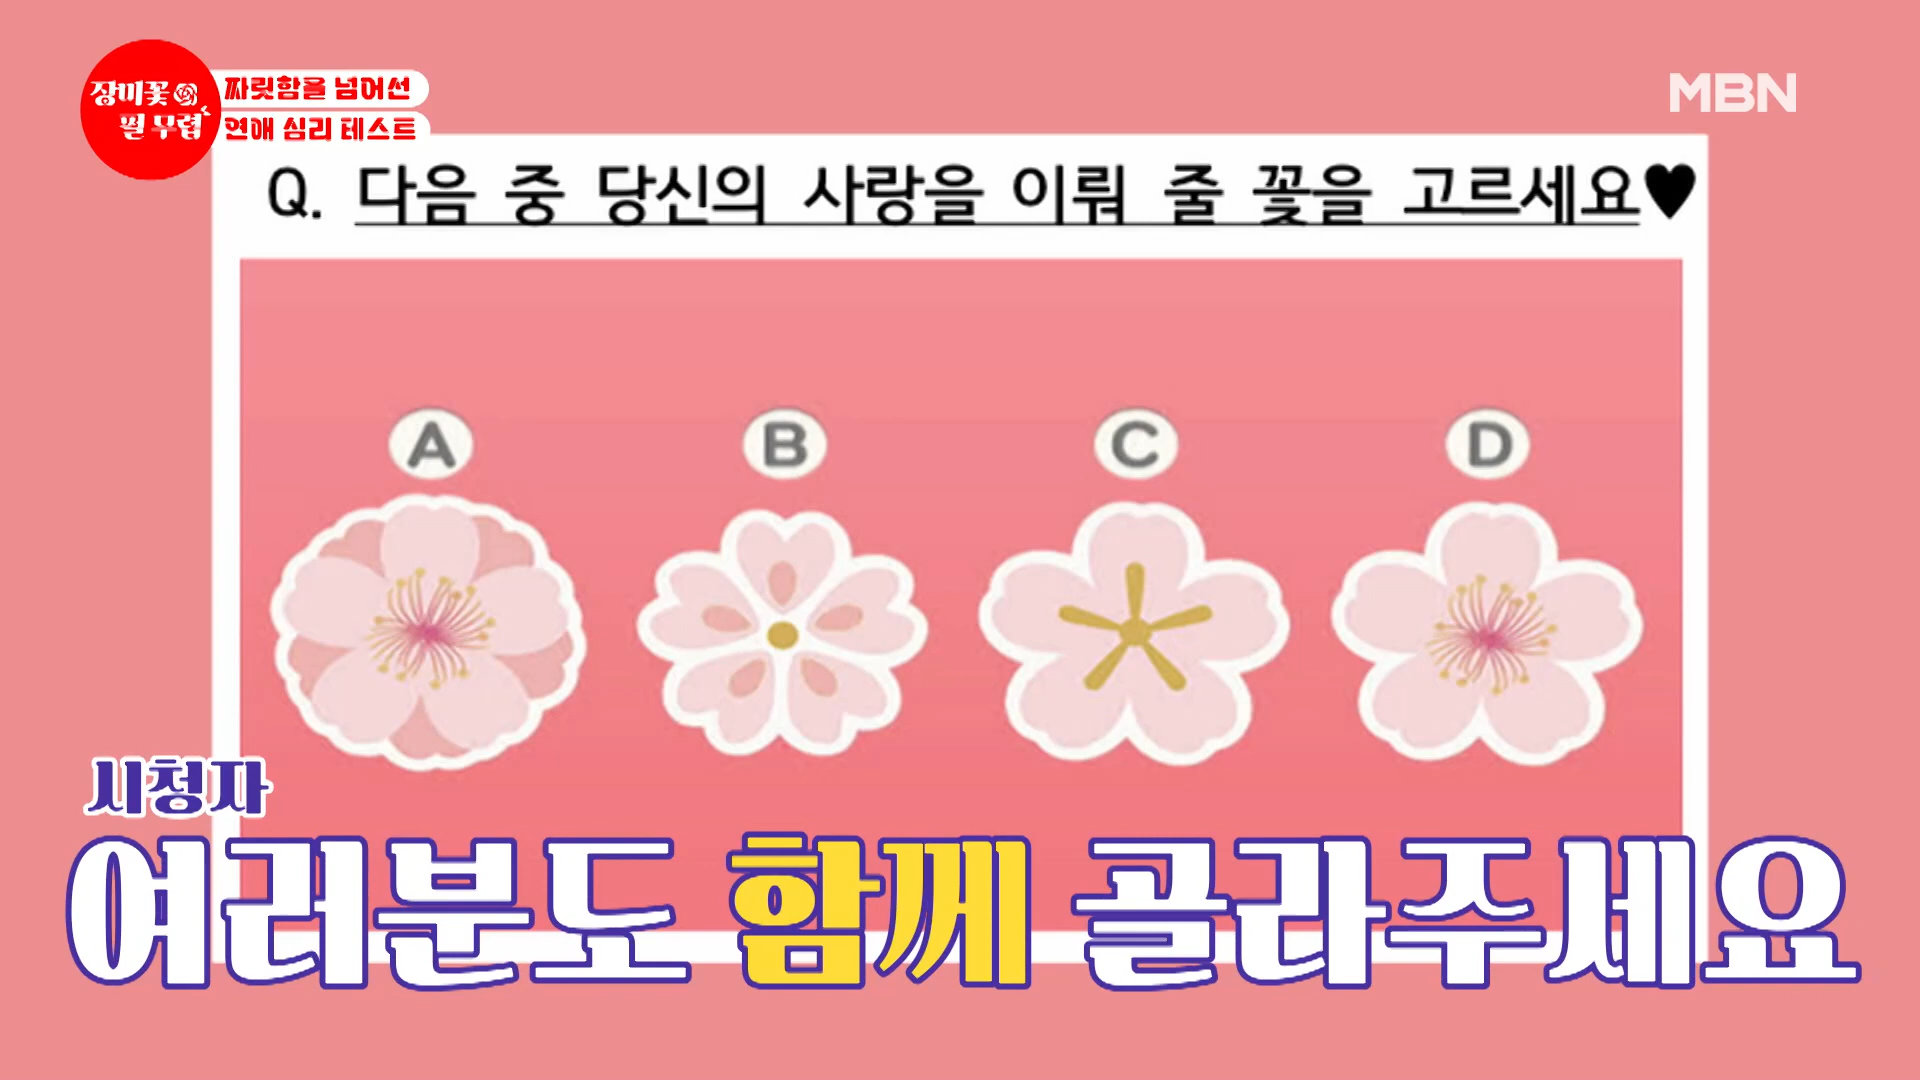 장미꽃
필 무렵
짜릿함을 넘어선
연애 심리 테스트
MBN
Q. 다음 중 당신의 사랑을 이뤄 줄 꽃을 고르세요♥
A B C D
시청자
여러분도 함께 골라주세요